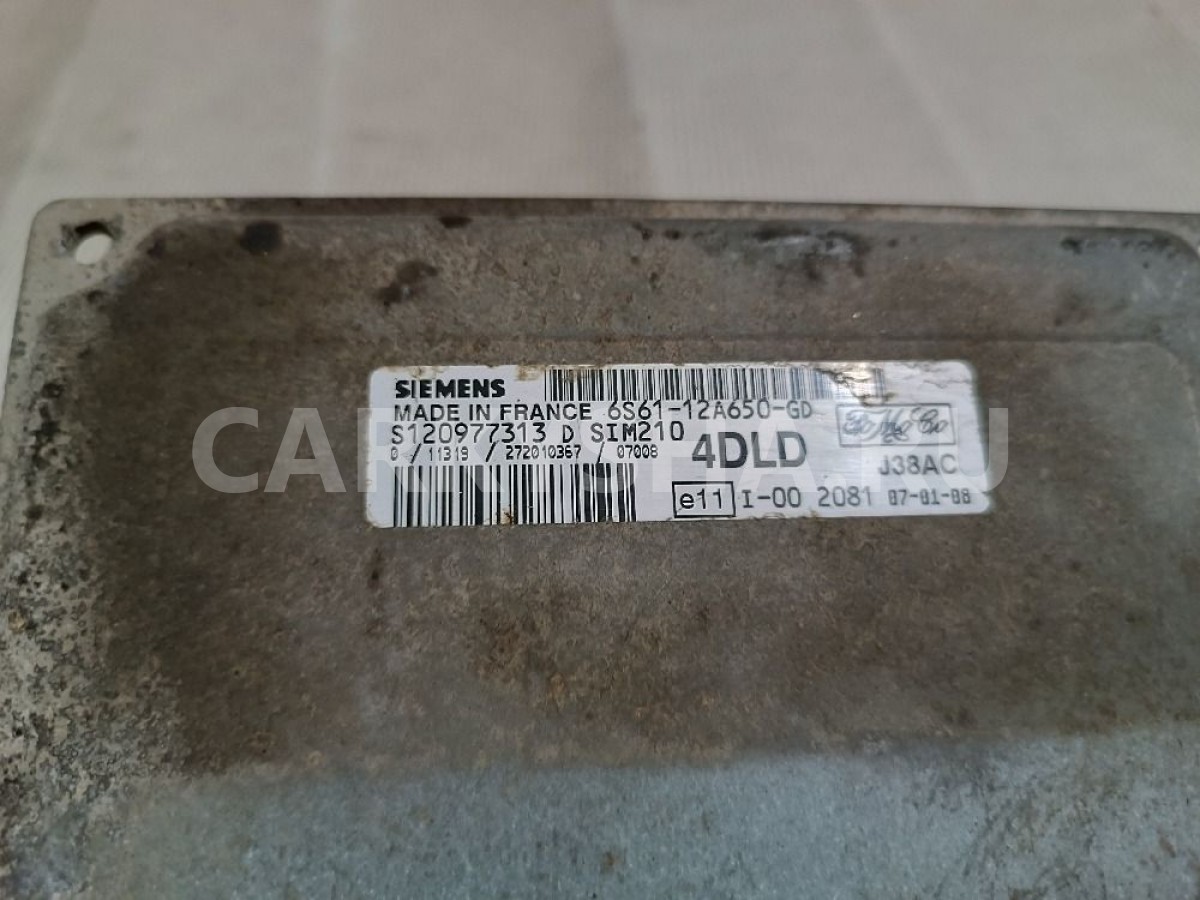 SIEMENS
MADE IN FRANCE 6S61-12A650-GD
S120977313 D SIM210
0 / 11319 / 272010367 / 07008
4DLD
FoMoCo
J38AC
e11 I-00 2081 07-01-08